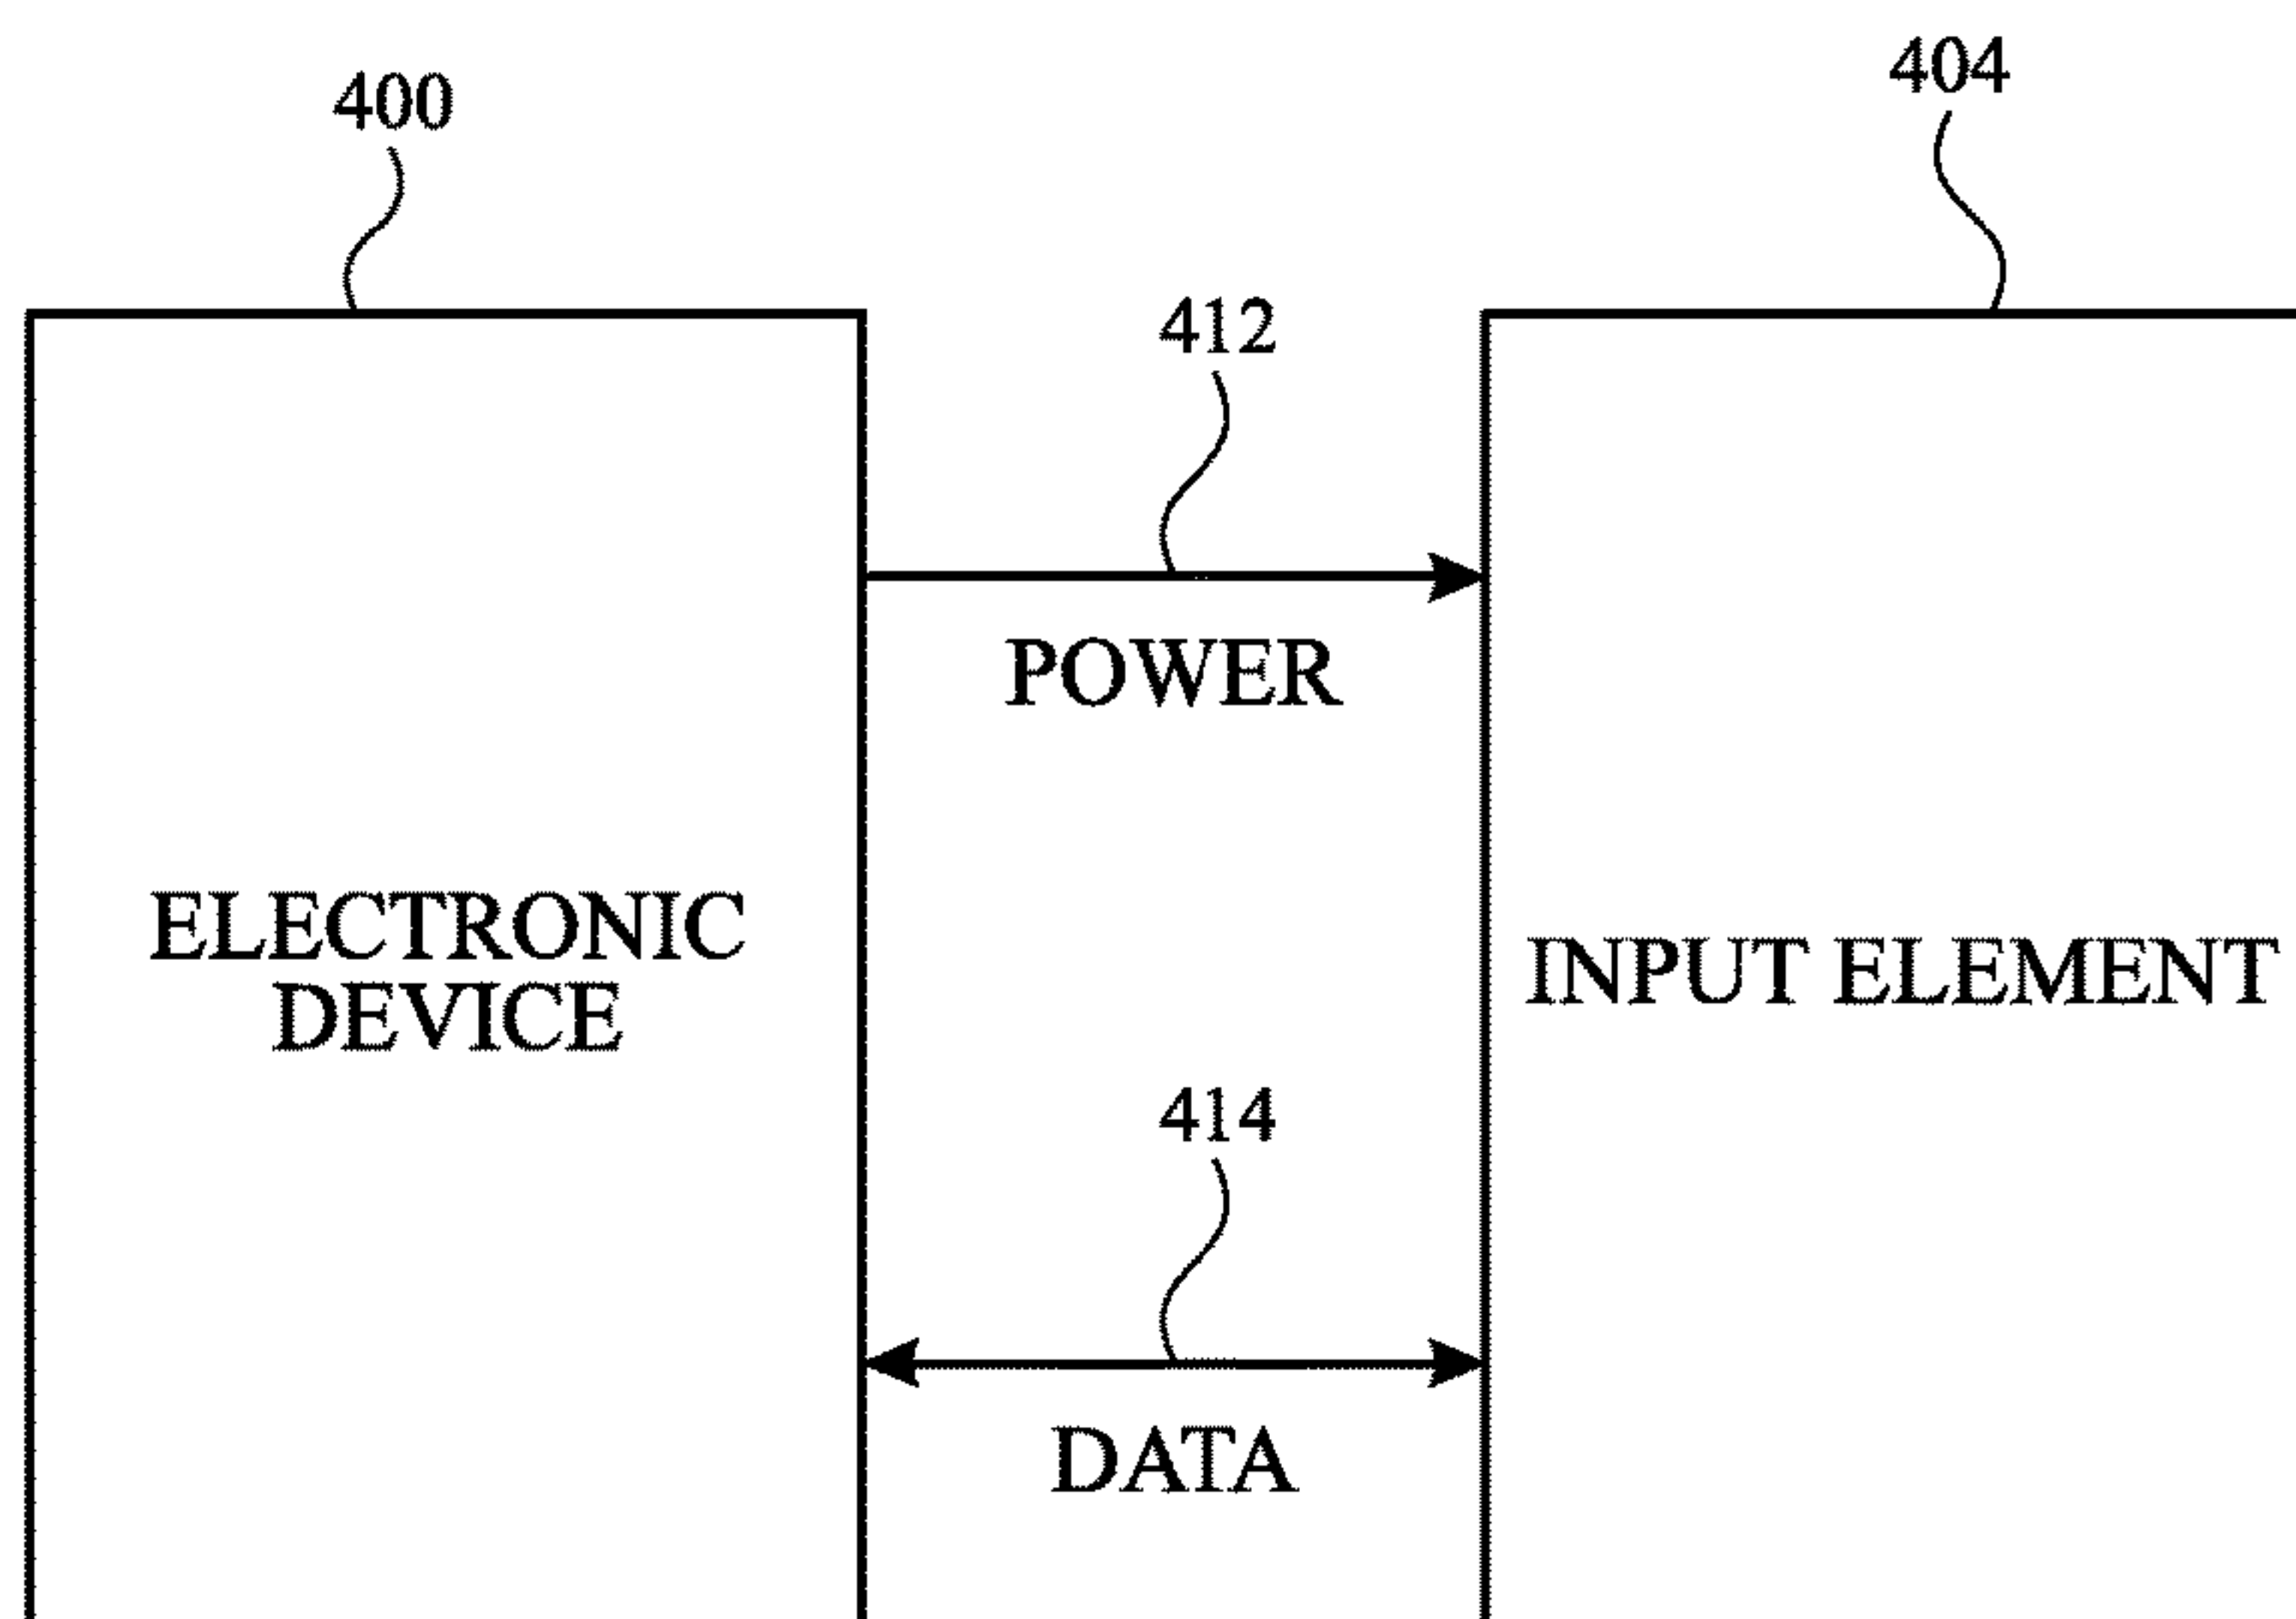 400
404
412
POWER
ELECTRONIC
DEVICE
INPUT ELEMENT
414
DATA